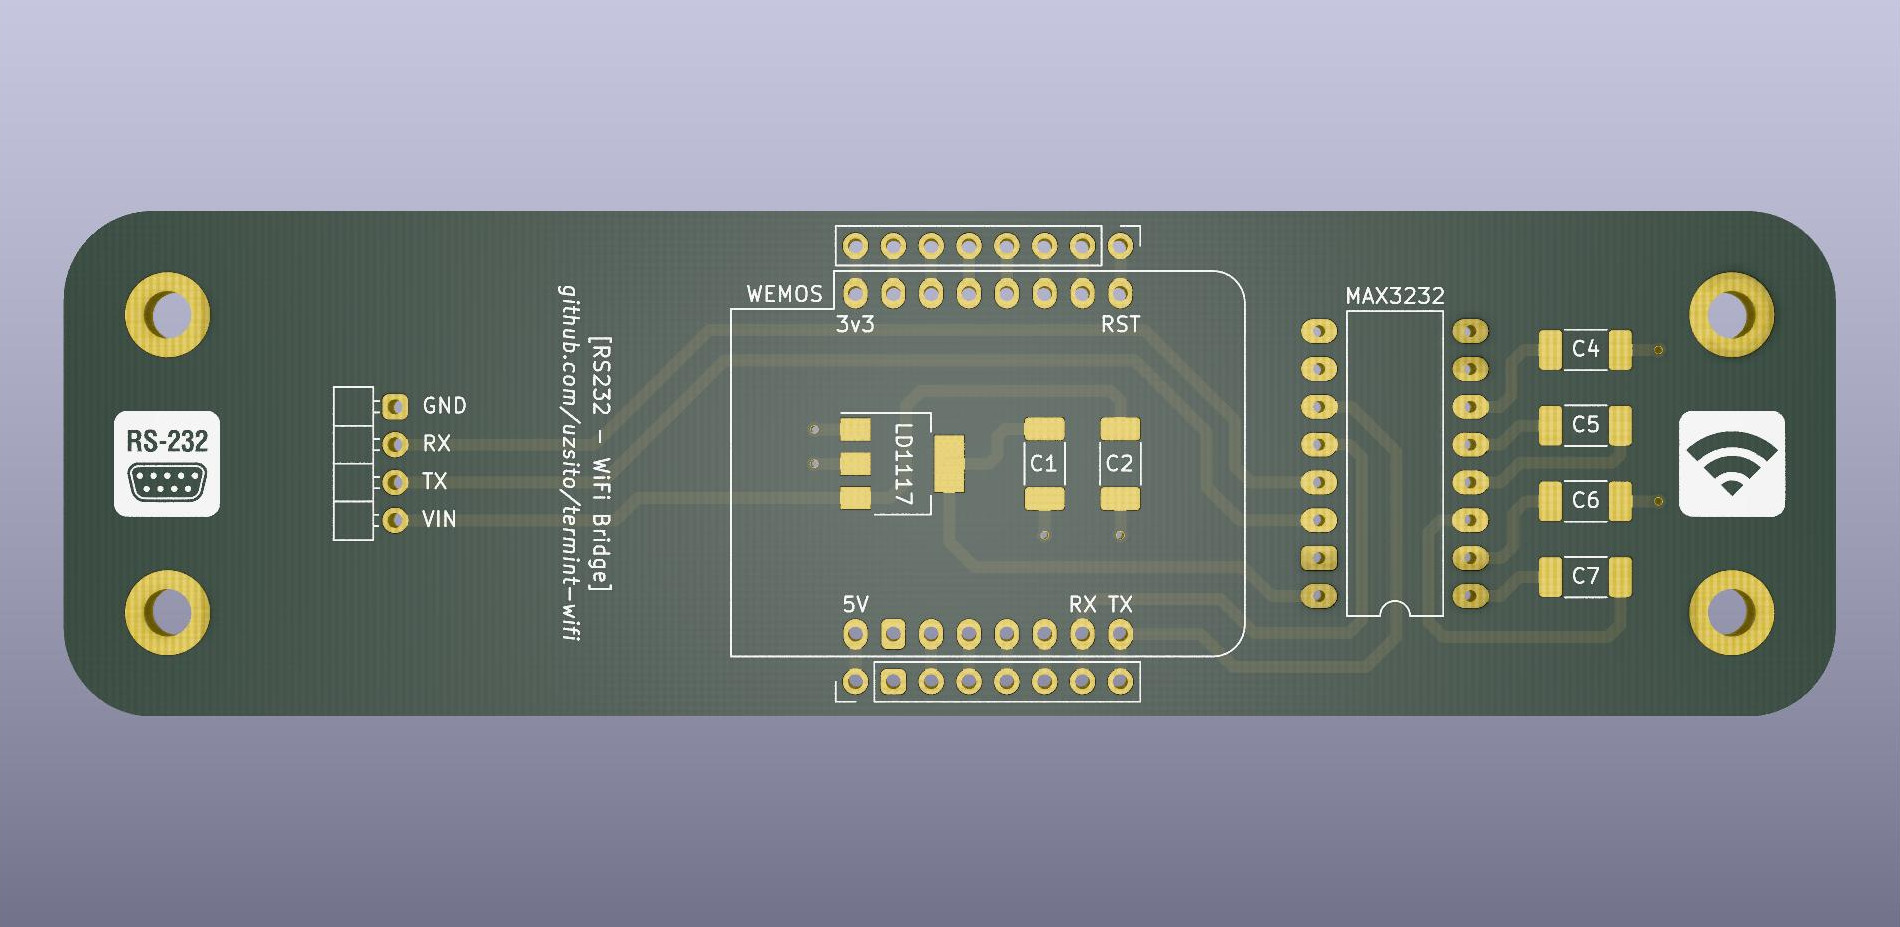 RS-232
GND
RX
TX
VIN
[RS232 - WiFi Bridge]
github.com/uzsito/termint-wifi
WEMOS
3v3
RST
LD1117
C1
C2
5V
RX TX
MAX3232
C4
C5
C6
C7